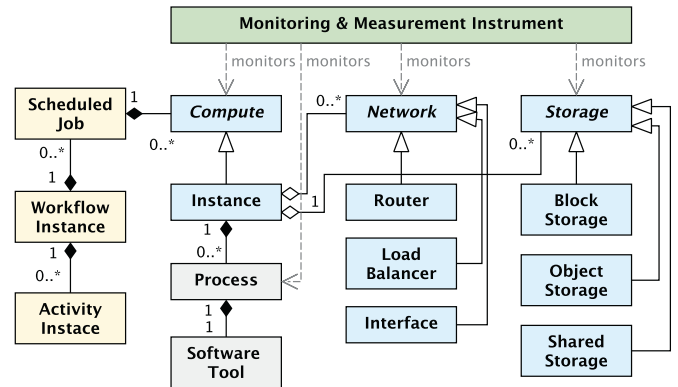 Monitoring & Measurement Instrument
monitors
monitors
monitors
monitors
Scheduled
Job
1
Compute
0..*
0..*
Network
Storage
0..*
0..*
1
Workflow
Instance
Instance
1
Router
Block
Storage
1
0..*
1
0..*
Load
Balancer
Object
Storage
Process
Activity
Instace
1
1
Interface
Software
Tool
Shared
Storage